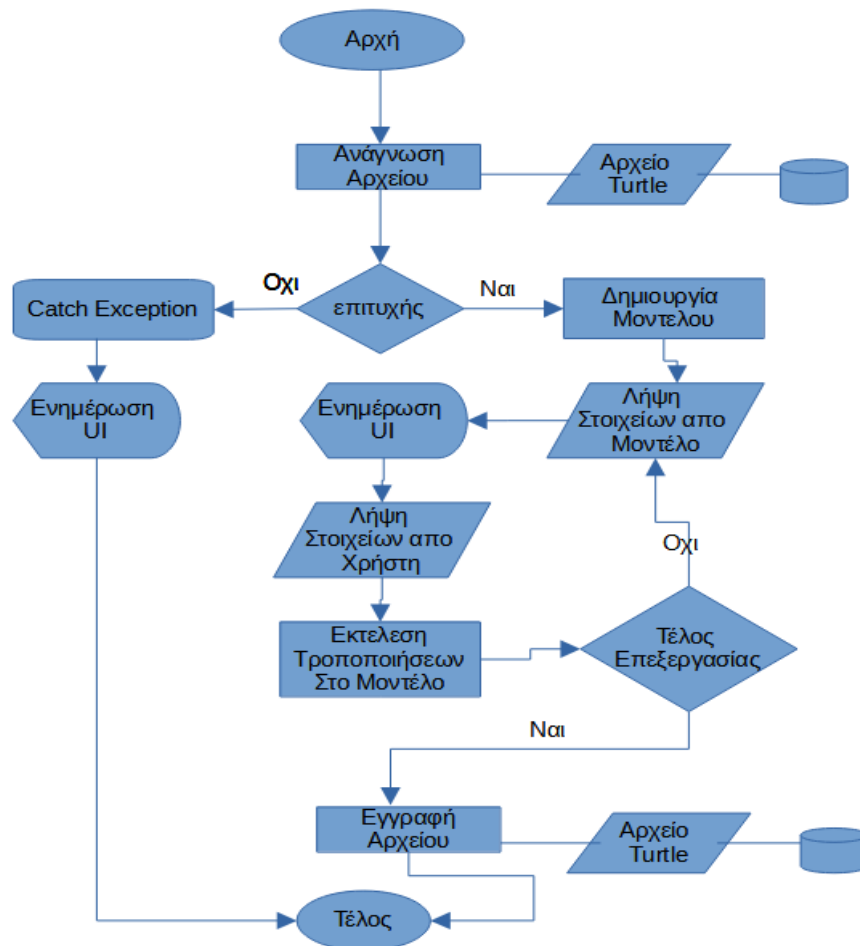 Αρχή
Ανάγνωση
Αρχείου
Αρχείο
Turtle
Οχι
Ναι
Catch Exception
επιτυχής
Δημιουργία
Μοντελου
Ενημέρωση
UI
Ενημέρωση
UI
Λήψη
Στοιχείων απο
Μοντέλο
Λήψη
Στοιχείων απο
Χρήστη
Οχι
Εκτελεση
Τροποποιήσεων
Στο Μοντέλο
Τέλος
Επεξεργασίας
Ναι
Εγγραφή
Αρχείου
Αρχείο
Turtle
Τέλος